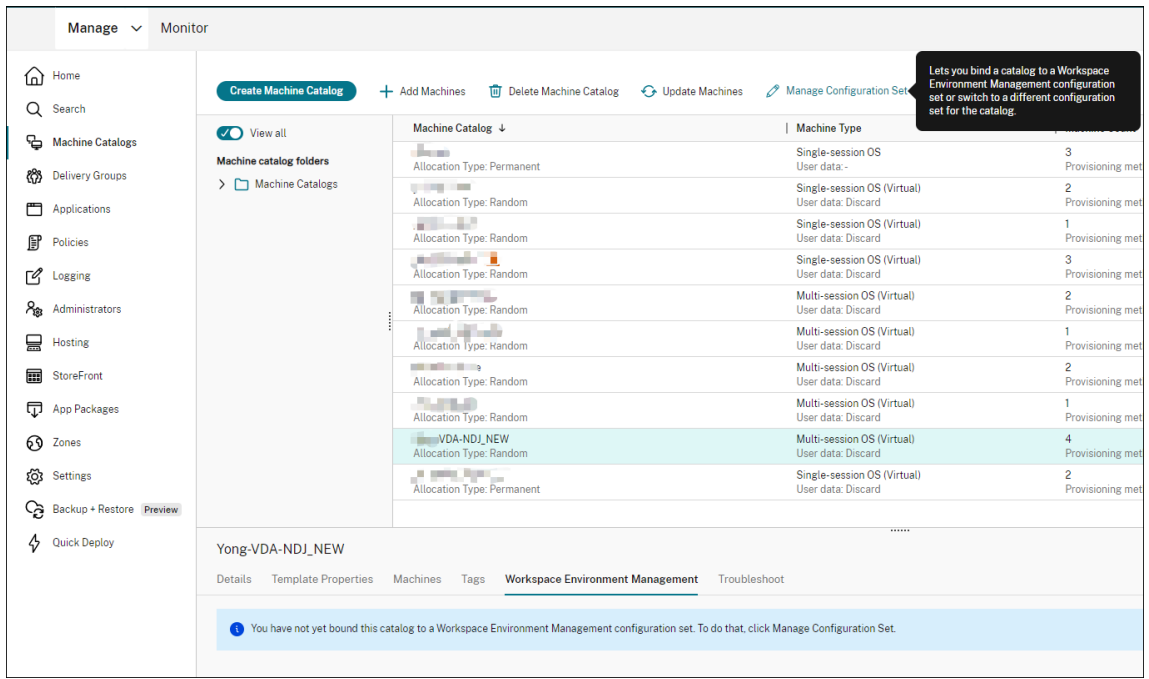 Manage
Monitor
Home
Search
Machine Catalogs
Delivery Groups
Applications
Policies
Logging
Administrators
Hosting
StoreFront
App Packages
Zones
Settings
Backup + Restore Preview
Quick Deploy
Create Machine Catalog
Add Machines
Delete Machine Catalog
Update Machines
Manage Configuration Set
Lets you bind a catalog to a Workspace
Environment Management configuration
set or switch to a different configuration
set for the catalog.
View all
Machine catalog folders
Machine Catalogs
Machine Catalog ↓
Machine Type
Single-session OS
3
Allocation Type: Permanent
User data:-
Provisioning met
Single-session OS (Virtual)
2
Allocation Type: Random
User data: Discard
Provisioning met
Single-session OS (Virtual)
1
Allocation Type: Random
User data: Discard
Provisioning met
Single-session OS (Virtual)
3
Allocation Type: Random
User data: Discard
Provisioning met
Multi-session OS (Virtual)
2
Allocation Type: Random
User data: Discard
Provisioning met
Multi-session OS (Virtual)
1
Allocation Type: Random
User data: Discard
Provisioning met
Multi-session OS (Virtual)
2
Allocation Type: Random
User data: Discard
Provisioning met
Multi-session OS (Virtual)
1
Allocation Type: Random
User data: Discard
Provisioning met
VDA-NDJ_NEW
Multi-session OS (Virtual)
4
Allocation Type: Random
User data: Discard
Provisioning met
Single-session OS (Virtual)
2
Allocation Type: Permanent
User data: Discard
Provisioning met
Yong-VDA-NDJ_NEW
Details
Template Properties
Machines
Tags
Workspace Environment Management
Troubleshoot
You have not yet bound this catalog to a Workspace Environment Management configuration set. To do that, click Manage Configuration Set.